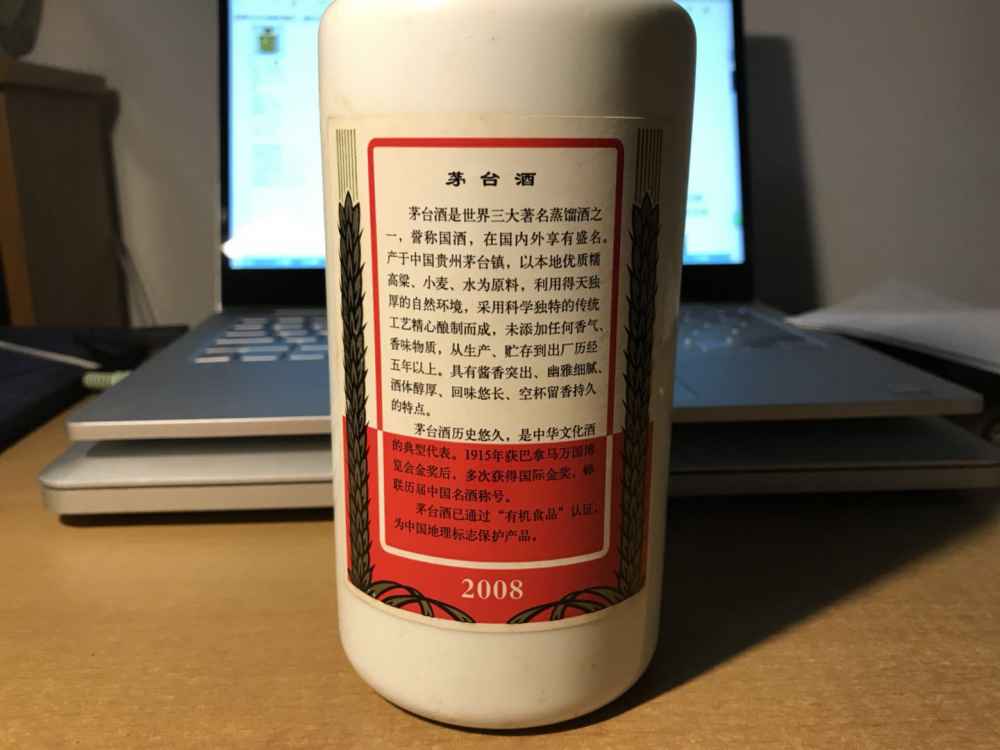 茅台酒
茅台酒是世界三大著名蒸馏酒之
一，誉称国酒，在国内外享有盛名。
产于中国贵州茅台镇，以本地优质糯
高粱、小麦、水为原料，利用得天独
厚的自然环境，采用科学独特的传统
工艺精心酿制而成，未添加任何香气、
香味物质，从生产、贮存到出厂历经
五年以上。具有酱香突出、幽雅细腻、
酒体醇厚、回味悠长、空杯留香持久
的特点。
茅台酒历史悠久，是中华文化酒
的典型代表。1915年获巴拿马万国博
览会金奖后，多次获得国际金奖，蝉
联历届中国名酒称号。
茅台酒已通过“有机食品”认证，
为中国地理标志保护产品。
2008